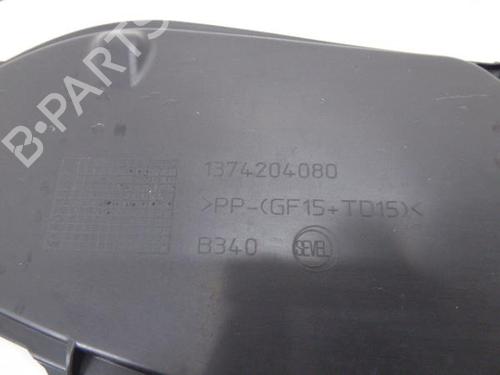 B-PARTS
1374204080
>PP-(GF15+TD15)<
B340 SEVEL